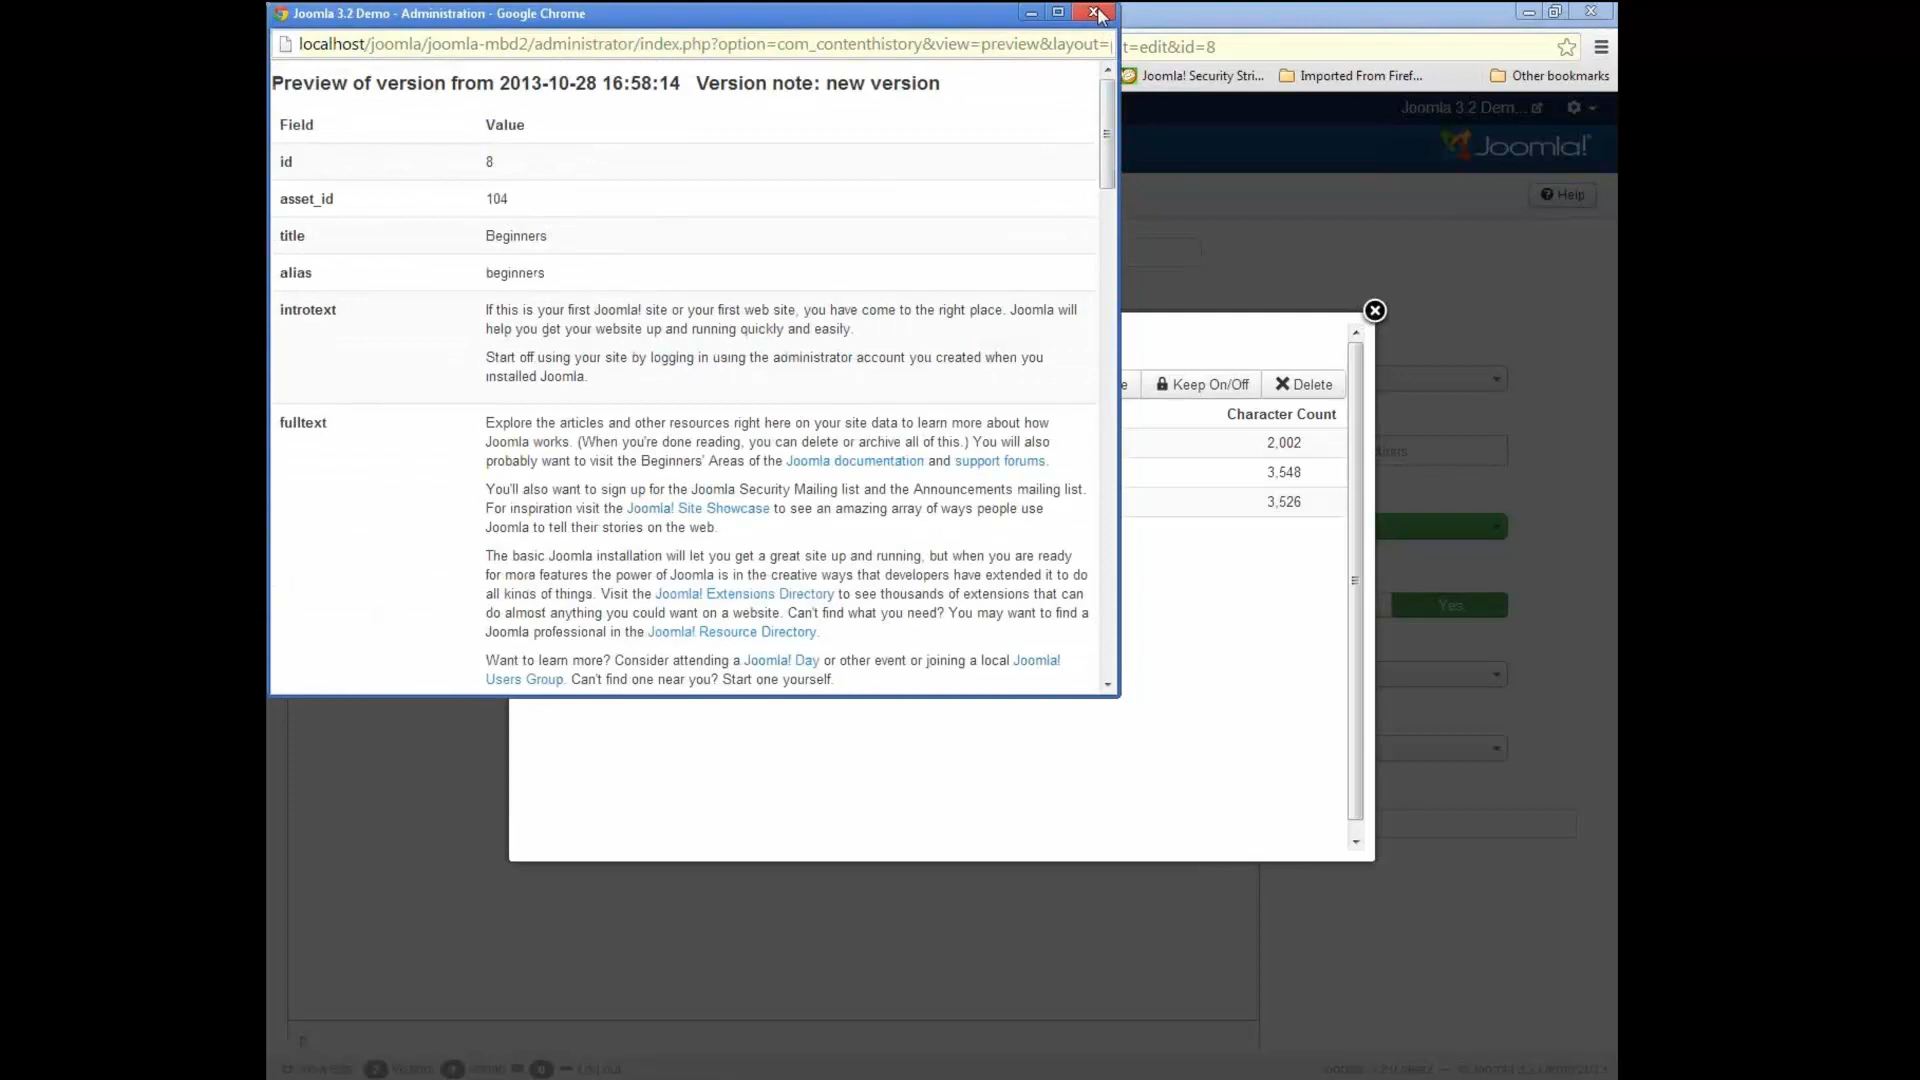 Joomla 3.2 Demo - Administration - Google Chrome
localhost/joomla/joomla-mbd2/administrator/index.php?option=com_contenthistory&view=preview&layout=
t=edit&id=8
Joomla! Security Stri...
Imported From Firef...
Other bookmarks
Joomla 3.2 Dem...
Joomla!
Help
Preview of version from 2013-10-28 16:58:14 Version note: new version
Field Value
id 8
asset_id 104
title Beginners
alias beginners
introtext If this is your first Joomla! site or your first web site, you have come to the right place. Joomla will
help you get your website up and running quickly and easily.
Start off using your site by logging in using the administrator account you created when you
installed Joomla.
fulltext Explore the articles and other resources right here on your site data to learn more about how
Joomla works. (When you're done reading, you can delete or archive all of this.) You will also
probably want to visit the Beginners' Areas of the Joomla documentation and support forums.
You'll also want to sign up for the Joomla Security Mailing list and the Announcements mailing list.
For inspiration visit the Joomla! Site Showcase to see an amazing array of ways people use
Joomla to tell their stories on the web.
The basic Joomla installation will let you get a great site up and running, but when you are ready
for more features the power of Joomla is in the creative ways that developers have extended it to do
all kinds of things. Visit the Joomla! Extensions Directory to see thousands of extensions that can
do almost anything you could want on a website. Can't find what you need? You may want to find a
Joomla professional in the Joomla! Resource Directory.
Want to learn more? Consider attending a Joomla! Day or other event or joining a local Joomla!
Users Group. Can't find one near you? Start one yourself.
e Keep On/Off Delete
Character Count
2,002
3,548
3,526
Yes